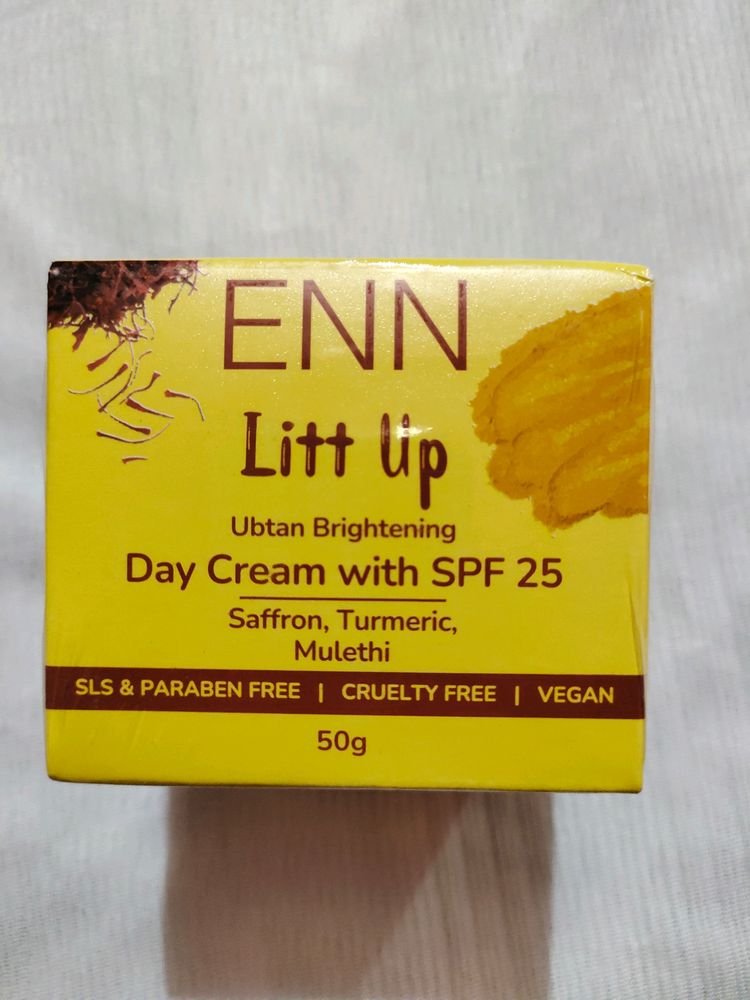 ENN
Litt Up
Ubtan Brightening
Day Cream with SPF 25
Saffron, Turmeric,
Mulethi
SLS & PARABEN FREE | CRUELTY FREE | VEGAN
50g